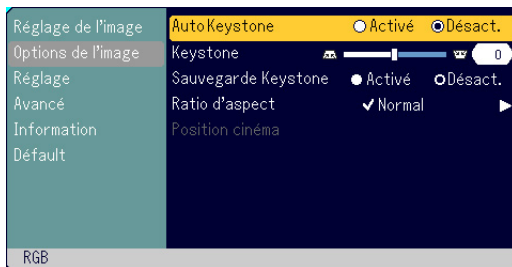 Réglage de l'image
Options de l'image
Réglage
Avancé
Information
Défault
Auto Keystone Activé Désact.
Keystone 0
Sauvegarde Keystone Activé Désact.
Ratio d'aspect Normal
Position cinéma
RGB